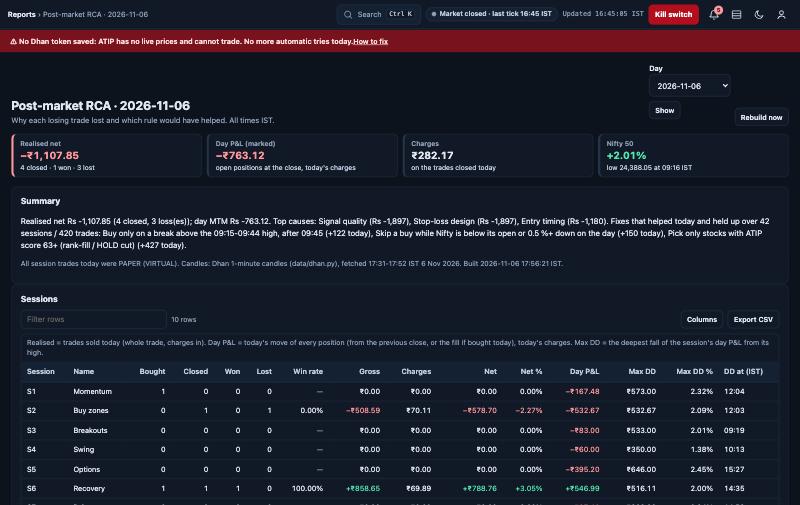 Reports › Post-market RCA · 2026-11-06
Search Ctrl K
Market closed · last tick 16:45 IST
Updated 16:45:05 IST
Kill switch
5
⚠ No Dhan token saved: ATIP has no live prices and cannot trade. No more automatic tries today. How to fix
Day
2026-11-06
Show
Rebuild now
Post-market RCA · 2026-11-06
Why each losing trade lost and which rule would have helped. All times IST.
Realised net
−₹1,107.85
4 closed · 1 won · 3 lost
Day P&L (marked)
−₹763.12
open positions at the close, today's charges
Charges
₹282.17
on the trades closed today
Nifty 50
+2.01%
low 24,388.05 at 09:16 IST
Summary
Realised net Rs -1,107.85 (4 closed, 3 loss(es)); day MTM Rs -763.12. Top causes: Signal quality (Rs -1,897), Stop-loss design (Rs -1,897), Entry timing (Rs -1,180). Fixes that helped today and held up over 42
sessions / 420 trades: Buy only on a break above the 09:15-09:44 high, after 09:45 (+122 today), Skip a buy while Nifty is below its open or 0.5 %+ down on the day (+150 today), Pick only stocks with ATIP
score 63+ (rank-fill / HOLD cut) (+427 today).
All session trades today were PAPER (VIRTUAL). Candles: Dhan 1-minute candles (data/dhan.py), fetched 17:31-17:52 IST 6 Nov 2026. Built 2026-11-06 17:56:21 IST.
Sessions
Filter rows
10 rows
Columns
Export CSV
Realised = trades sold today (whole trade, charges in). Day P&L = today's move of every position (from the previous close, or the fill if bought today), today's charges. Max DD = the deepest fall of the session's day P&L from its
high.
Session Name Bought Closed Won Lost Win rate Gross Charges Net Net % Day P&L Max DD Max DD % DD at (IST)
S1 Momentum 1 0 0 0 — ₹0.00 ₹0.00 ₹0.00 0.00% −₹167.48 ₹573.00 2.32% 12:04
S2 Buy zones 0 1 0 1 0.00% −₹508.59 ₹70.11 −₹578.70 −2.27% −₹532.67 ₹532.67 2.09% 12:03
S3 Breakouts 0 0 0 0 — ₹0.00 ₹0.00 ₹0.00 0.00% −₹83.00 ₹533.00 2.01% 09:19
S4 Swing 0 0 0 0 — ₹0.00 ₹0.00 ₹0.00 0.00% −₹60.00 ₹350.00 1.38% 10:13
S5 Options 0 0 0 0 — ₹0.00 ₹0.00 ₹0.00 0.00% −₹395.20 ₹646.00 2.45% 15:27
S6 Recovery 1 1 1 0 100.00% +₹858.65 ₹69.89 +₹788.76 +3.05% +₹546.99 ₹516.11 2.00% 14:35